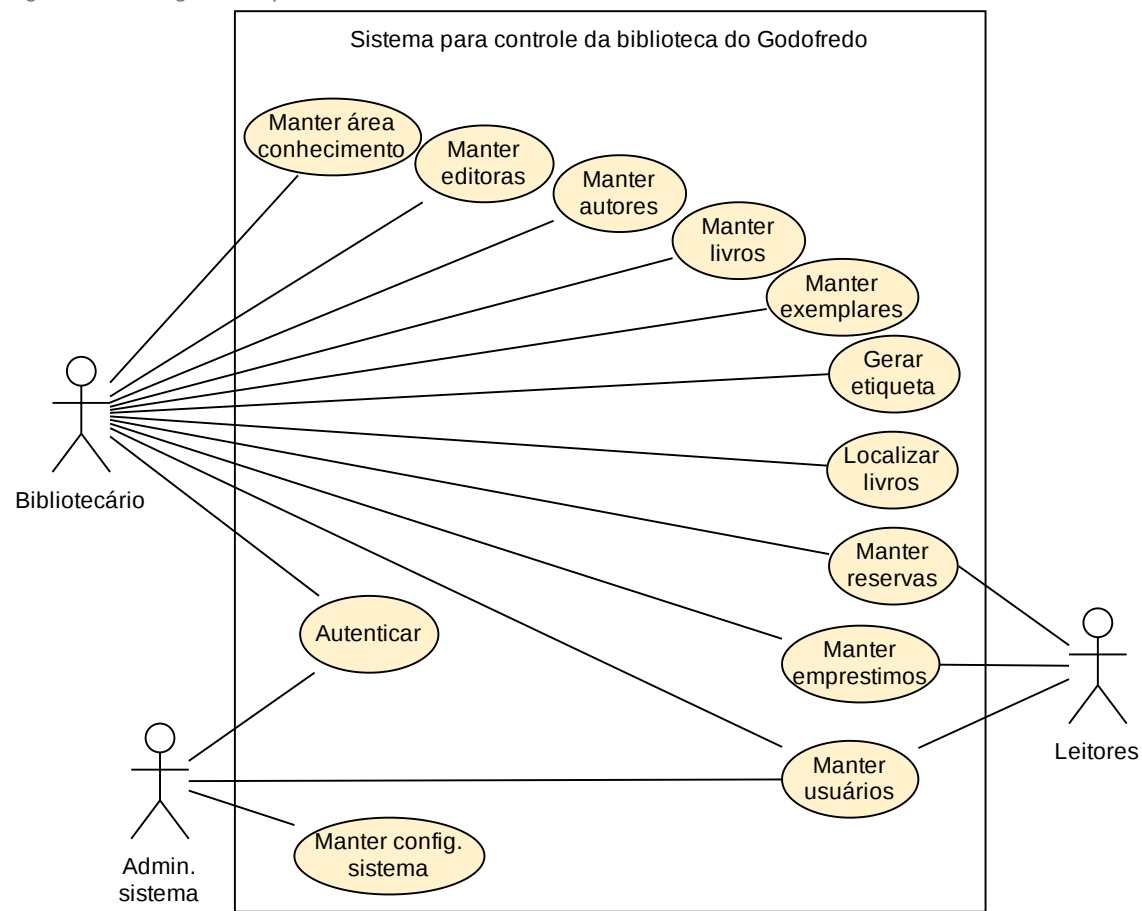 Sistema para controle da biblioteca do Godofredo
Manter área
conhecimento
Manter
editoras
Manter
autores
Manter
livros
Manter
exemplares
Gerar
etiqueta
Localizar
livros
Manter
reservas
Manter
emprestimos
Manter
usuários
Autenticar
Manter config.
sistema
Bibliotecário
Admin.
sistema
Leitores